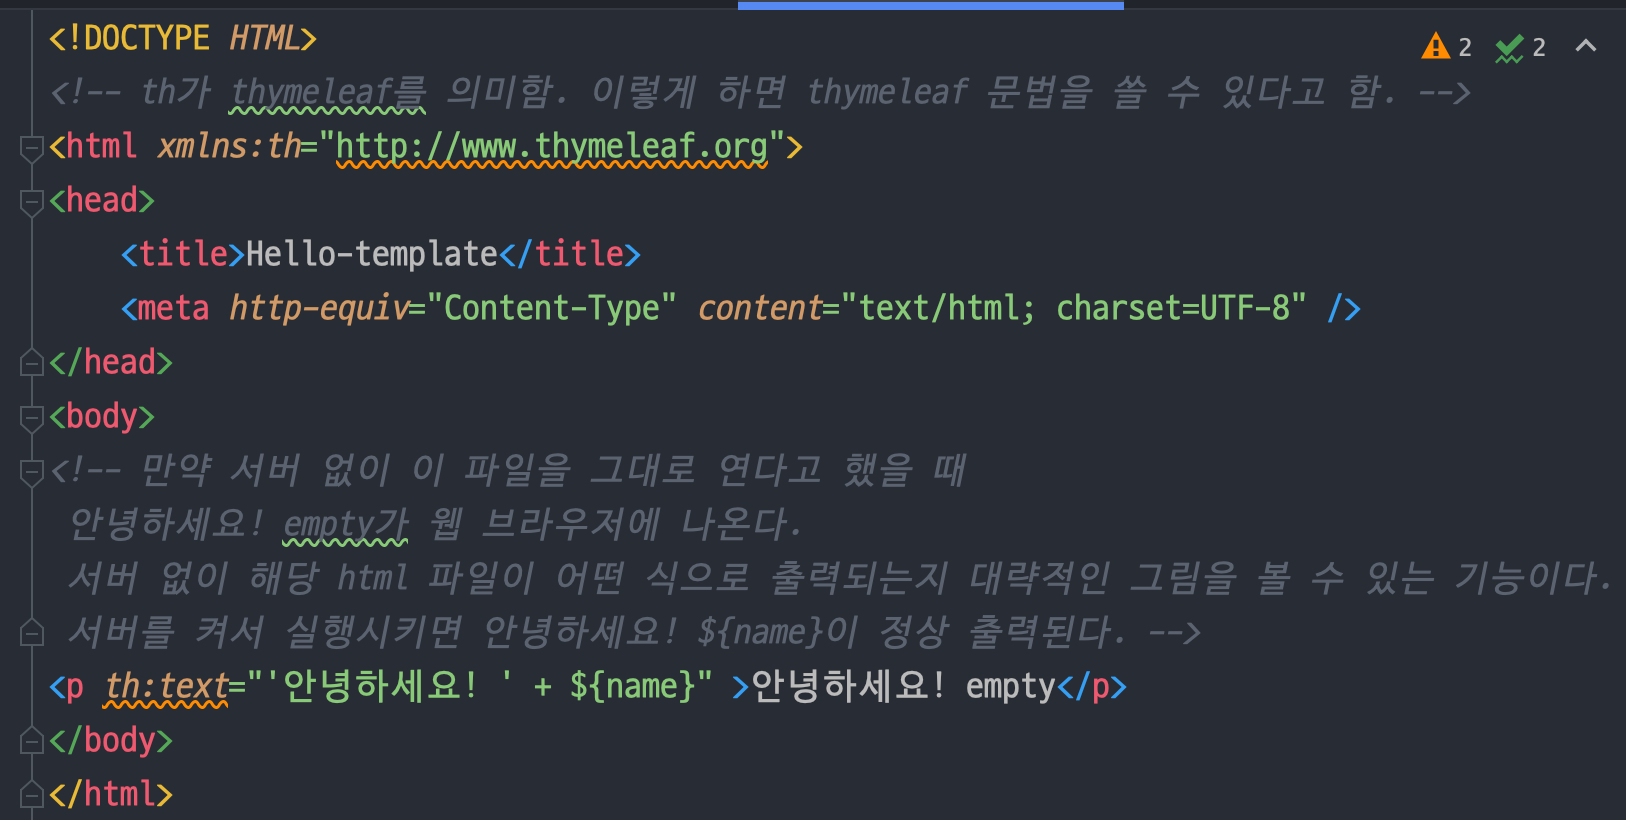 <!DOCTYPE HTML>
2 2
<!-- th가 thymeleaf를 의미함. 이렇게 하면 thymeleaf 문법을 쓸 수 있다고 함. -->
<html xmlns:th="http://www.thymeleaf.org">
<head>
<title>Hello-template</title>
<meta http-equiv="Content-Type" content="text/html; charset=UTF-8" />
</head>
<body>
<!-- 만약 서버 없이 이 파일을 그대로 연다고 했을 때
안녕하세요! empty가 웹 브라우저에 나온다.
서버 없이 해당 html 파일이 어떤 식으로 출력되는지 대략적인 그림을 볼 수 있는 기능이다.
서버를 켜서 실행시키면 안녕하세요! ${name}이 정상 출력된다. -->
<p th:text="'안녕하세요! ' + ${name}" >안녕하세요! empty</p>
</body>
</html>